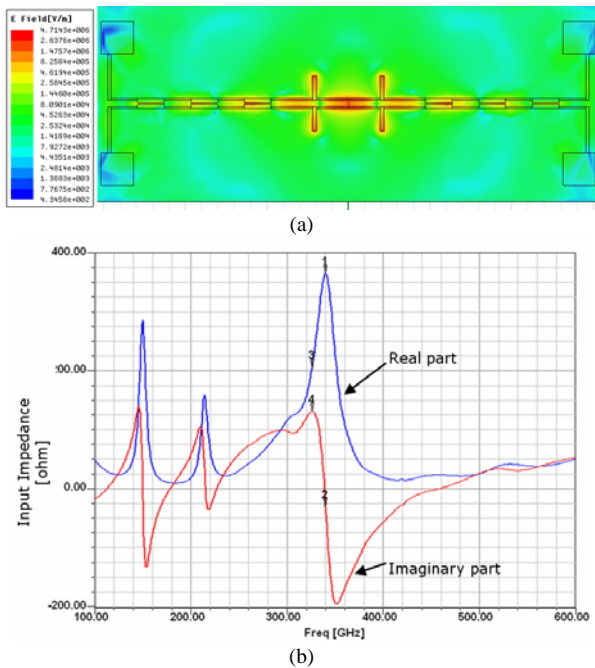 E Field[V/m]
4.7143e+006
2.6376e+006
1.4757e+006
8.2564e+005
4.6194e+005
2.5845e+005
1.4460e+005
8.0901e+004
4.5263e+004
2.5324e+004
1.4169e+004
7.9272e+003
4.4351e+003
2.4814e+003
1.3883e+003
7.7675e+002
4.3458e+002
(a)
400.00
1
3
Real part
4
Input Impedance
[ohm]
0.00
2
Imaginary part
-200.00
100.00 200.00 300.00 400.00 500.00 600.00
Freq [GHz]
(b)